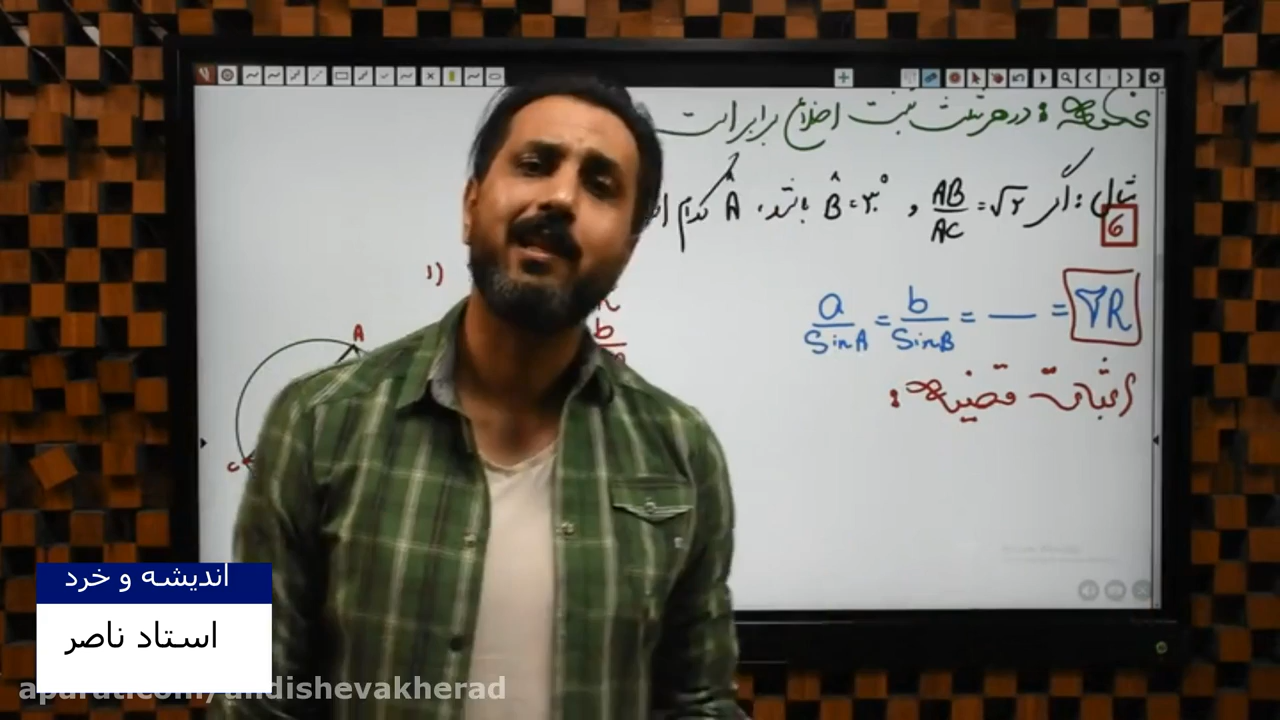 در هر مثلث نسبت اضلاع برابر است
مثال: اگر AB/AC = √۲ و B̂ = ۳۰° باشد، Â کدام
6
a/SinA = b/SinB = — = ۲R
اثبات قضیه:
1)
A
b
C
اندیشه و خرد
استاد ناصر
aparat.com/andishevakherad